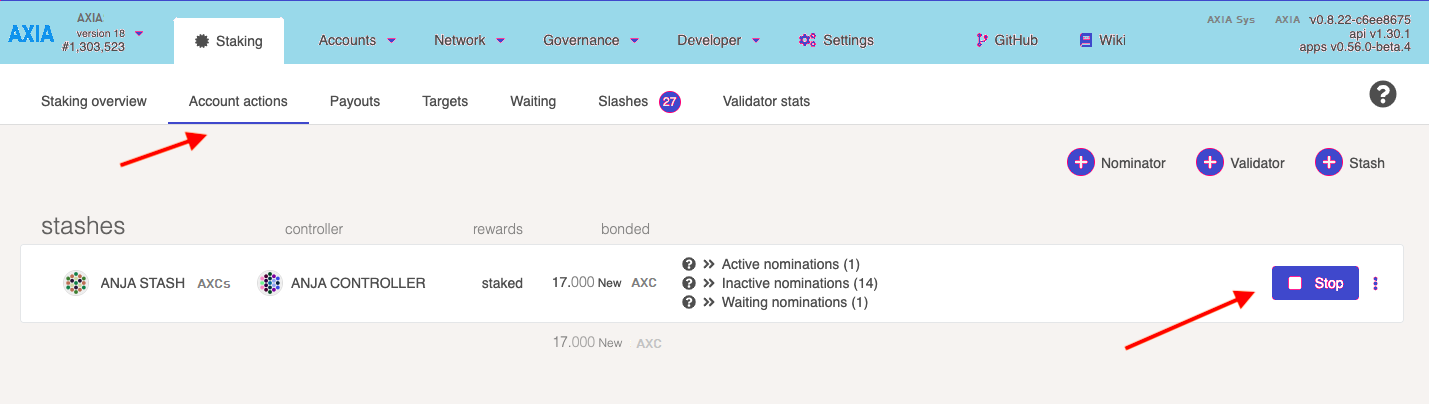 AXIA
AXIA
version 18
#1,303,523
Staking
Accounts
Network
Governance
Developer
Settings
GitHub
Wiki
AXIA Sys AXIA v0.8.22-c6ee8675
api v1.30.1
apps v0.56.0-beta.4
Staking overview
Account actions
Payouts
Targets
Waiting
Slashes 27
Validator stats
?
+ Nominator
+ Validator
+ Stash
stashes controller rewards bonded
ANJA STASH AXCs ANJA CONTROLLER staked 17.000 New AXC
? Active nominations (1)
? Inactive nominations (14)
? Waiting nominations (1)
Stop
17.000 New AXC